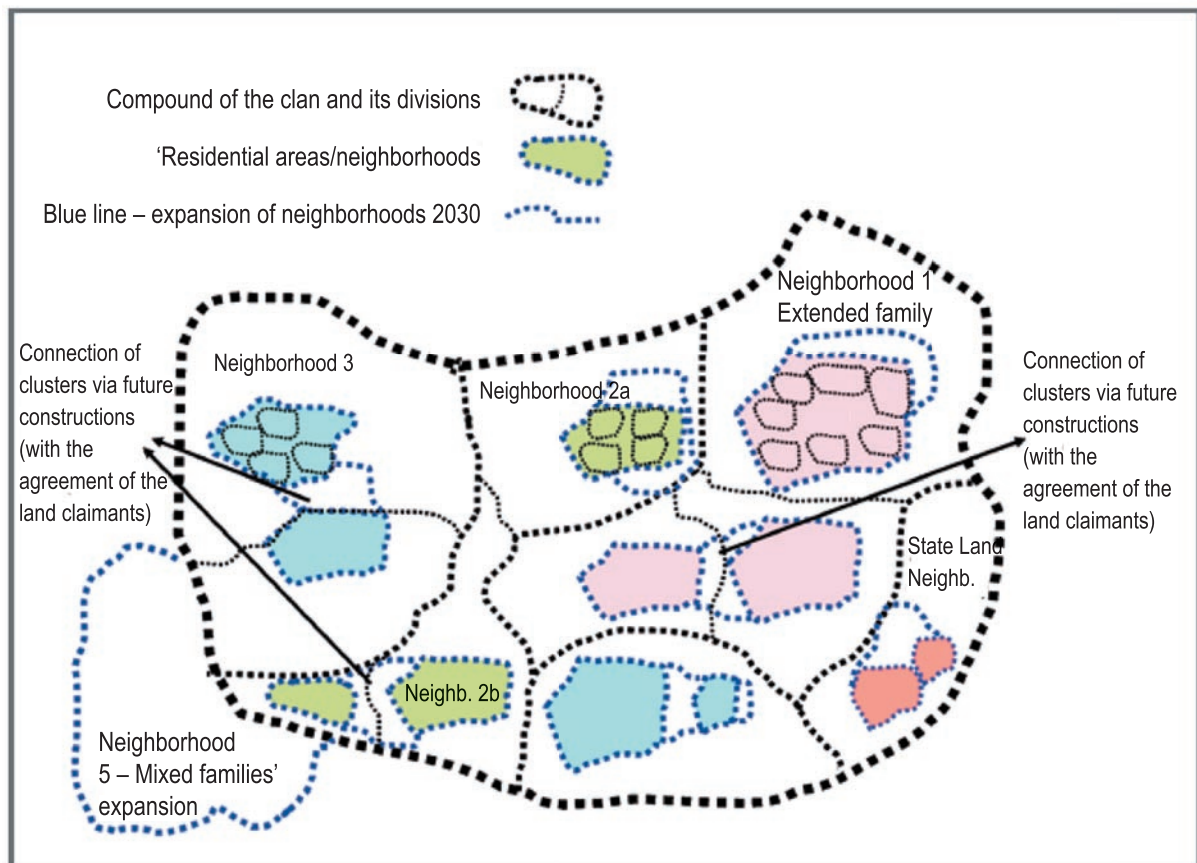 Compound of the clan and its divisions
‘Residential areas/neighborhoods
Blue line – expansion of neighborhoods 2030
Neighborhood 1
Extended family
Connection of
clusters via future
constructions
(with the
agreement of the
land claimants)
Neighborhood 3
Neighborhood 2a
Connection of
clusters via future
constructions
(with the
agreement of the
land claimants)
State Land
Neighb.
Neighb. 2b
Neighborhood
5 – Mixed families’
expansion